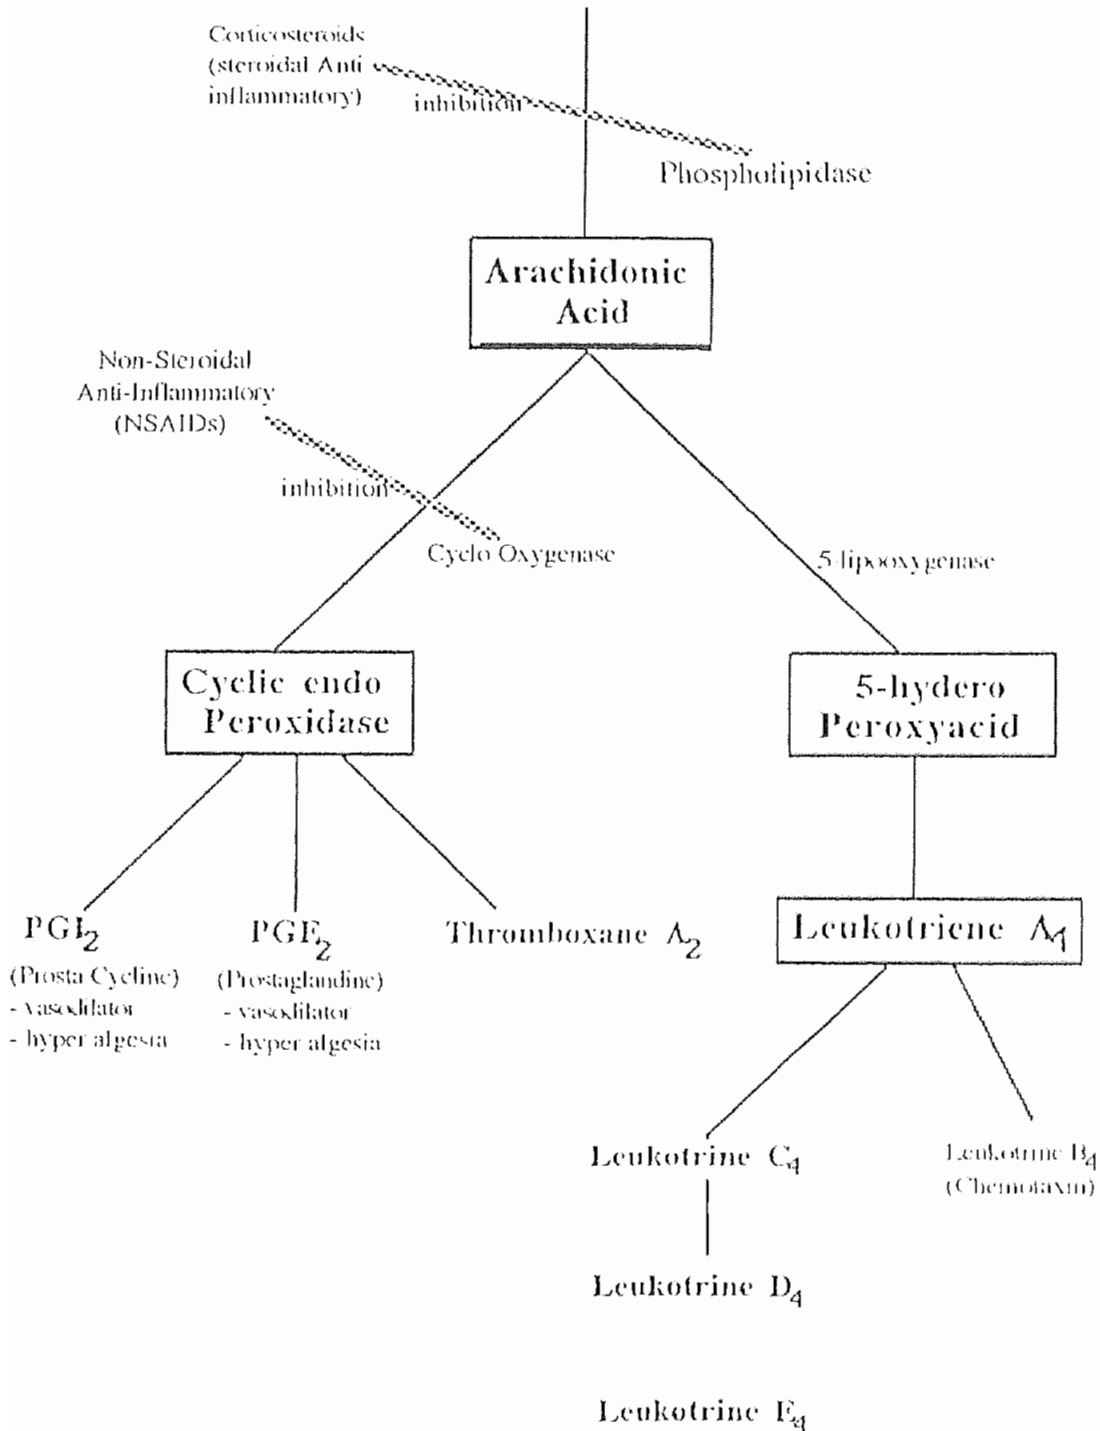 Corticosteroids
(steroidal Anti
inflammatory)
inhibition
Phospholipidase
Arachidonic
Acid
Non-Steroidal
Anti-Inflammatory
(NSAIDs)
inhibition
Cyclo Oxygenase
5-lipooxygenase
Cyclic endo
Peroxidase
5-hydero
Peroxyacid
PGI2
(Prosta Cycline)
- vasodilator
- hyper algesia
PGE2
(Prostaglandine)
- vasodilator
- hyper algesia
Thromboxane A2
Leukotriene A4
Leukotrine C4
Leukotrine B4
(Chemotaxin)
Leukotrine D4
Leukotrine E4